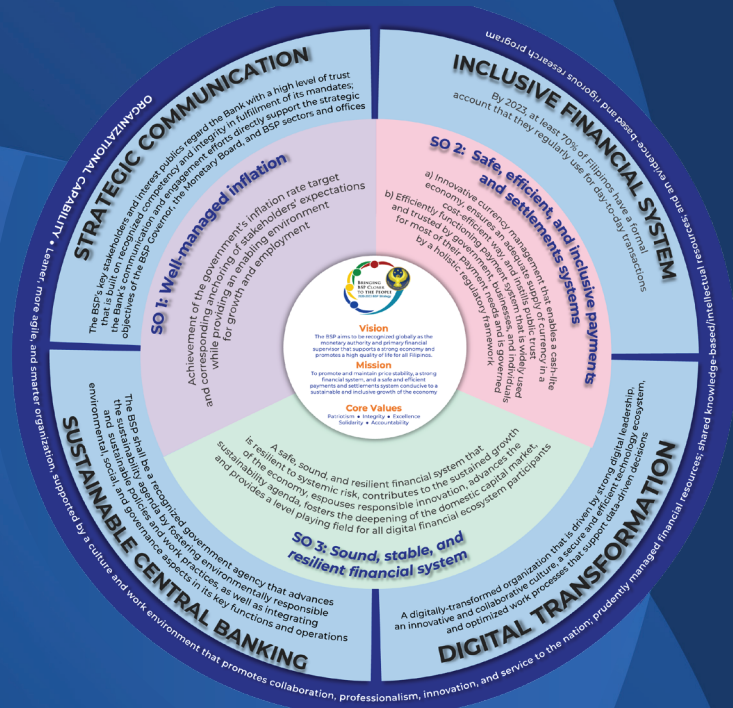 ORGANIZATIONAL CAPABILITY • Leaner, more agile, and smarter organization, supported by a culture and work environment that promotes collaboration, professionalism, innovation, and service to the nation; prudently managed financial resources; shared knowledge-based/intellectual resources; and an evidence-based and rigorous research program
STRATEGIC COMMUNICATION
The BSP's key stakeholders and interest publics regard the Bank with a high level of trust
that is built on recognized competency and integrity in fulfillment of its mandates;
the Bank's communication and engagement efforts directly support the strategic
objectives of the BSP Governor, the Monetary Board, and BSP sectors and offices
INCLUSIVE FINANCIAL SYSTEM
By 2023, at least 70% of Filipinos have a formal
account that they regularly use for day-to-day transactions
SO 1: Well-managed inflation
Achievement of the government's inflation rate target
and corresponding anchoring of stakeholders' expectations
while providing an enabling environment
for growth and employment
SO 2: Safe, efficient, and inclusive payments
and settlements systems
a) Innovative currency management that enables a cash-lite
economy, ensures an adequate supply of currency in a
cost-efficient way, and instills public trust
b) Efficiently functioning payment system that is widely used
and trusted by government, businesses, and individuals
for most of their payment needs and is governed
by a holistic regulatory framework
BRINGING
BSP CLOSER
TO THE PEOPLE
Vision
The BSP aims to be recognized globally as the
monetary authority and primary financial
supervisor that supports a strong economy and
promotes a high quality of life for all Filipinos.
Mission
To promote and maintain price stability, a strong
financial system, and a safe and efficient
payments and settlements system conducive to a
sustainable and inclusive growth of the economy
Core Values
Patriotism • Integrity • Excellence
Solidarity • Accountability
A safe, sound, and resilient financial system that
is resilient to systemic risk, contributes to the sustained growth
of the economy, espouses responsible innovation, advances the
sustainability agenda, fosters the deepening of the domestic capital market,
and provides a level playing field for all digital financial ecosystem participants
SO 3: Sound, stable, and
resilient financial system
The BSP shall be a recognized government agency that advances
the sustainability agenda by fostering environmentally responsible
and sustainable policies and work practices, as well as integrating
environmental, social, and governance aspects in its key functions and operations
SUSTAINABLE CENTRAL BANKING
A digitally-transformed organization that is driven by strong digital leadership,
an innovative and collaborative culture, a secure and efficient technology ecosystem,
and optimized work processes that support data-driven decisions
DIGITAL TRANSFORMATION